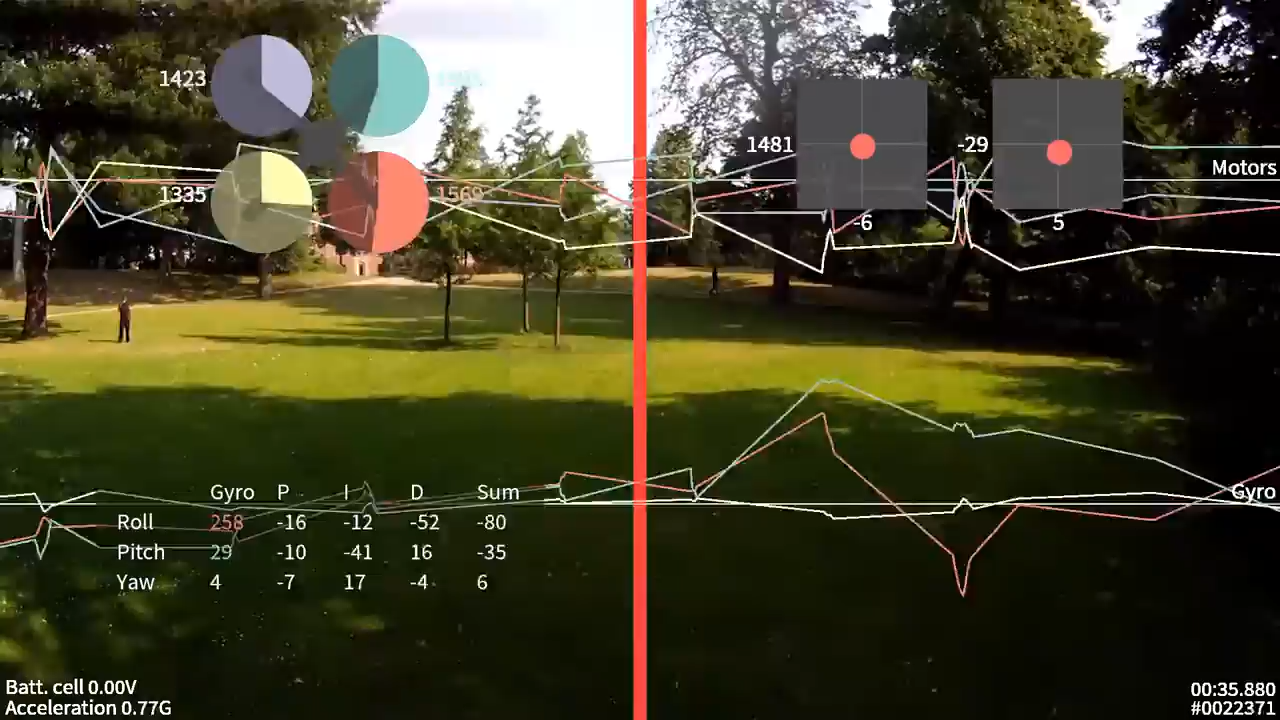 1423
1481
-29
Motors
1335
1569
-6
5
Gyro P I D Sum
Gyro
Roll 258 -16 -12 -52 -80
Pitch 29 -10 -41 16 -35
Yaw 4 -7 17 -4 6
Batt. cell 0.00V
00:35.880
Acceleration 0.77G
#0022371